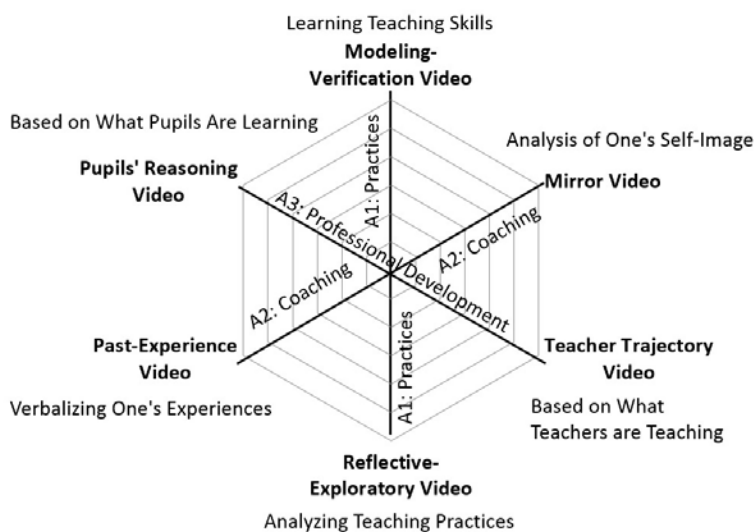 Learning Teaching Skills
Modeling-
Verification Video
Based on What Pupils Are Learning
Pupils' Reasoning
Video
Analysis of One's Self-Image
Mirror Video
A1: Practices
A3: Professional Development
A2: Coaching
A2: Coaching
A1: Practices
Past-Experience
Video
Verbalizing One's Experiences
Teacher Trajectory
Video
Based on What
Teachers are Teaching
Reflective-
Exploratory Video
Analyzing Teaching Practices